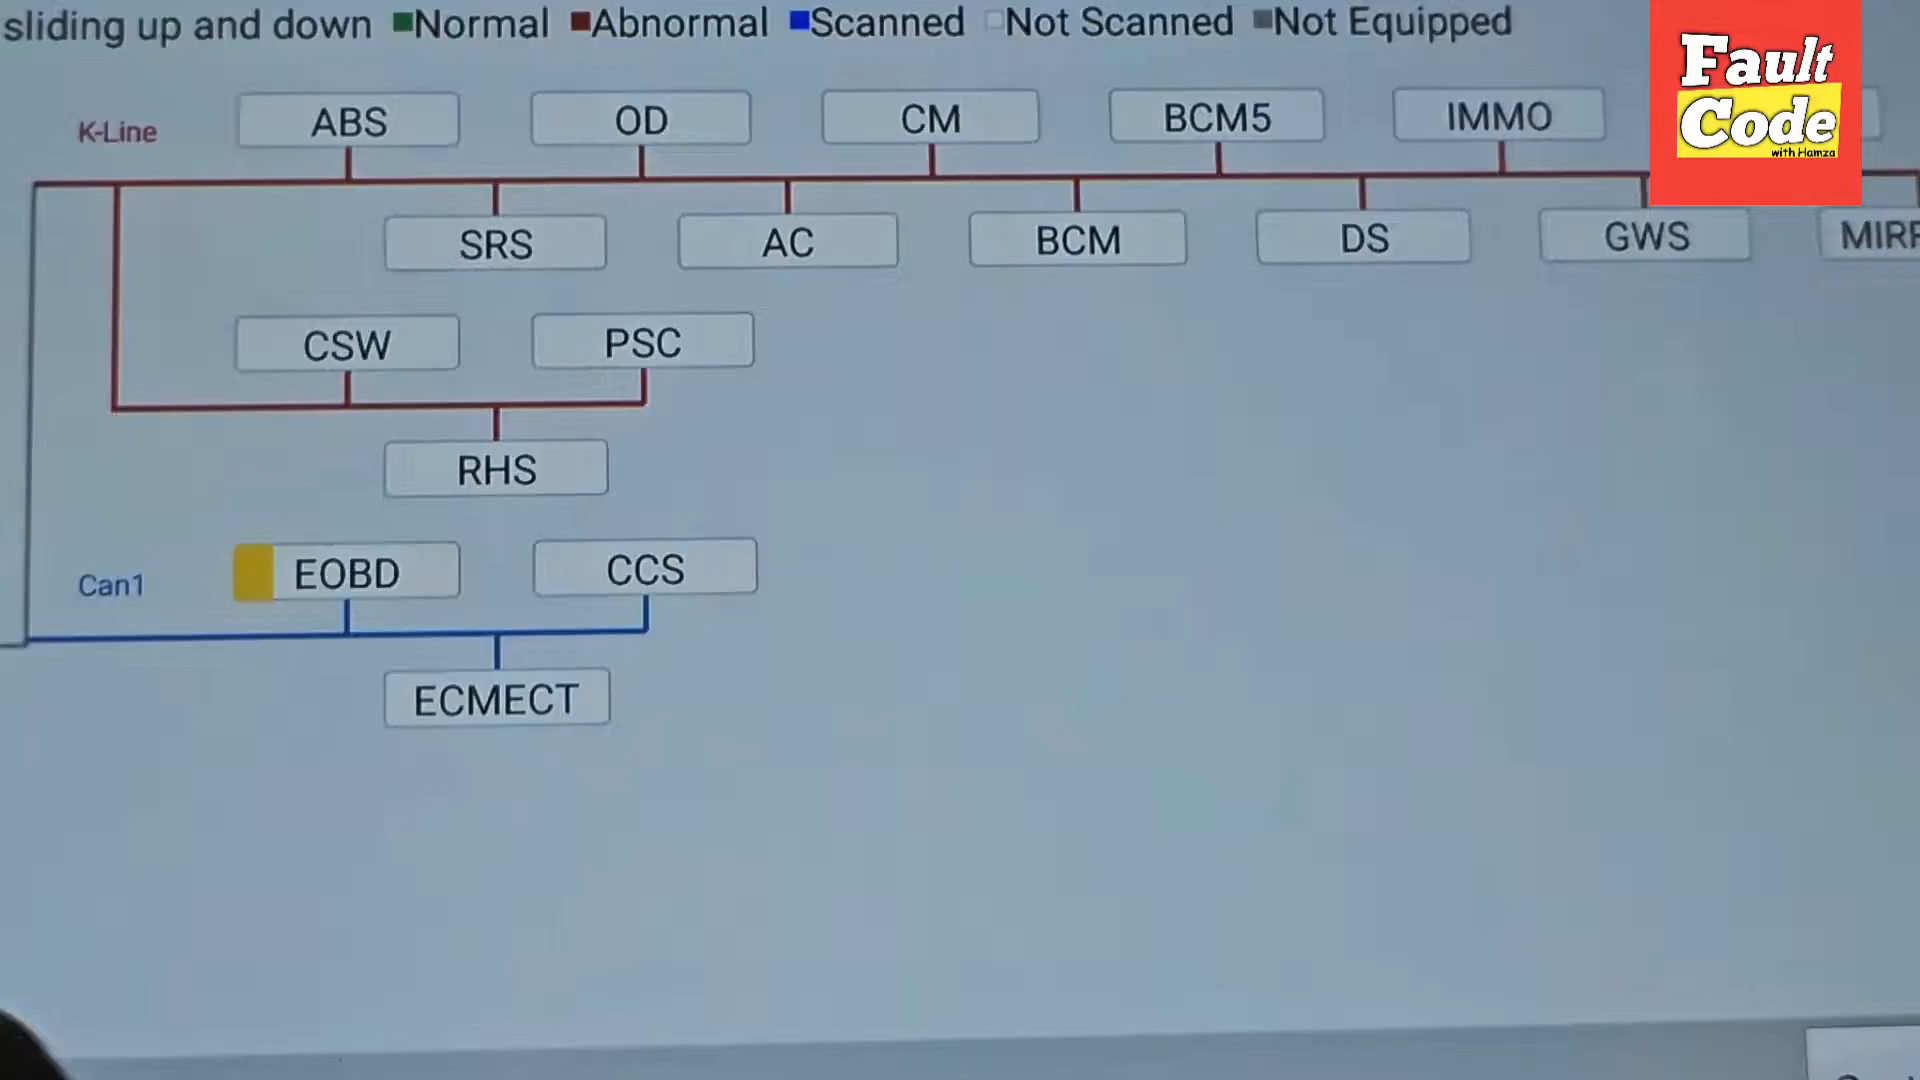 sliding up and down ■Normal ■Abnormal ■Scanned □Not Scanned ■Not Equipped
Fault
Code
with Hamza
K-Line
ABS
OD
CM
BCM5
IMMO
SRS
AC
BCM
DS
GWS
CSW
PSC
RHS
Can1
EOBD
CCS
ECMECT